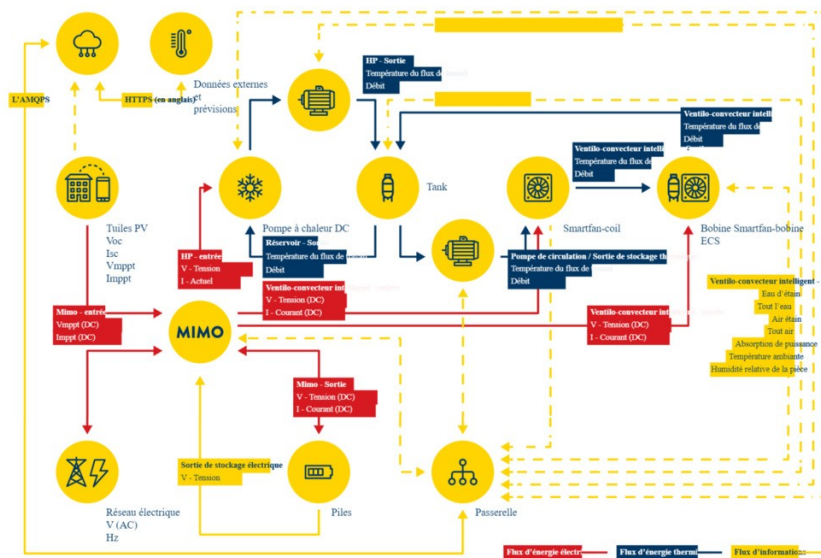 HP - Sortie
Température du flux de
Débit
L'AMQPS
HTTPS (en anglais)
Données externes
et
prévisions
Ventilo-convecteur intelli
Température du flux de
Débit
Ventilo-convecteur intelli
Température du flux de
Débit
Tank
Tuiles PV
Voc
Isc
Vmppt
Imppt
Pompe à chaleur DC
Smartfan-coil
Bobine Smartfan-bobine
ECS
HP - entrée
V - Tension
I - Actuel
Réservoir - So
Température du flux de
Débit
Pompe de circulation / Sortie de stockage th
Température du flux de
Débit
Ventilo-convecteur int
V - Tension (DC)
I - Courant (DC)
Mimo - entrée
Vmppt (DC)
Imppt (DC)
MIMO
Ventilo-convecteur int
V - Tension (DC)
I - Courant (DC)
Ventilo-convecteur intelligent -
Eau d'étain
Tout l'eau
Air étain
Tout air
Absorption de puissance
Température ambiante
Humidité relative de la pièce
Mimo - Sortie
V - Tension (DC)
I - Courant (DC)
Sortie de stockage électrique
V - Tension
Réseau électrique
V (AC)
Hz
Piles
Passerelle
Flux d'énergie électr
Flux d'énergie thermi
Flux d'informations